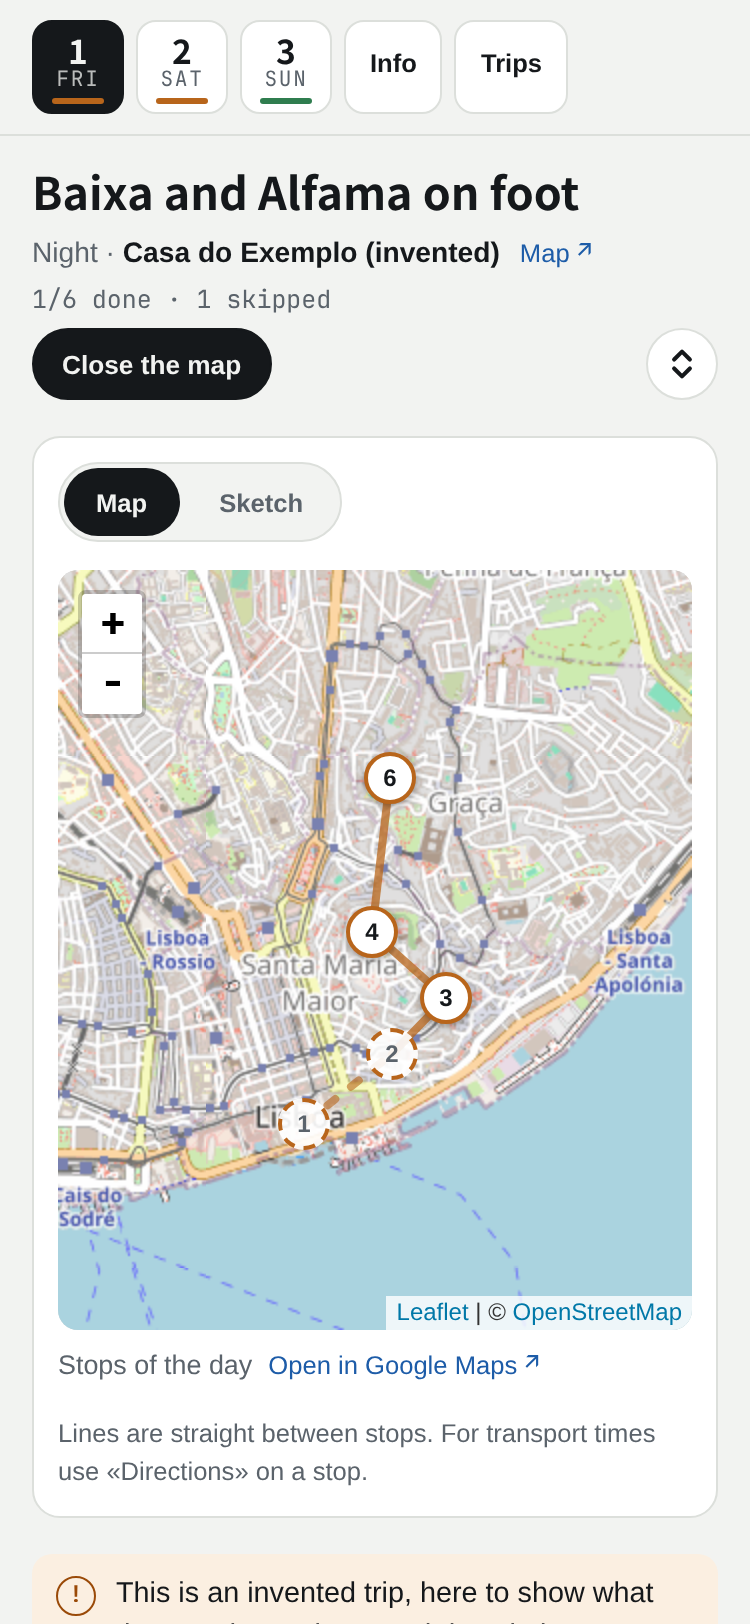 1 2 3 Info Trips
FRI SAT SUN
Baixa and Alfama on foot
Night · Casa do Exemplo (invented) Map
1/6 done · 1 skipped
Close the map
Map Sketch
Penha de França
+
-
6
Graça
4
Lisboa
- Rossio
Lisboa
- Santa
Apolónia
Santa Maria
Maior
3
2
1
Cais do
Sodré
Leaflet | © OpenStreetMap
Stops of the day Open in Google Maps
Lines are straight between stops. For transport times
use «Directions» on a stop.
! This is an invented trip, here to show what